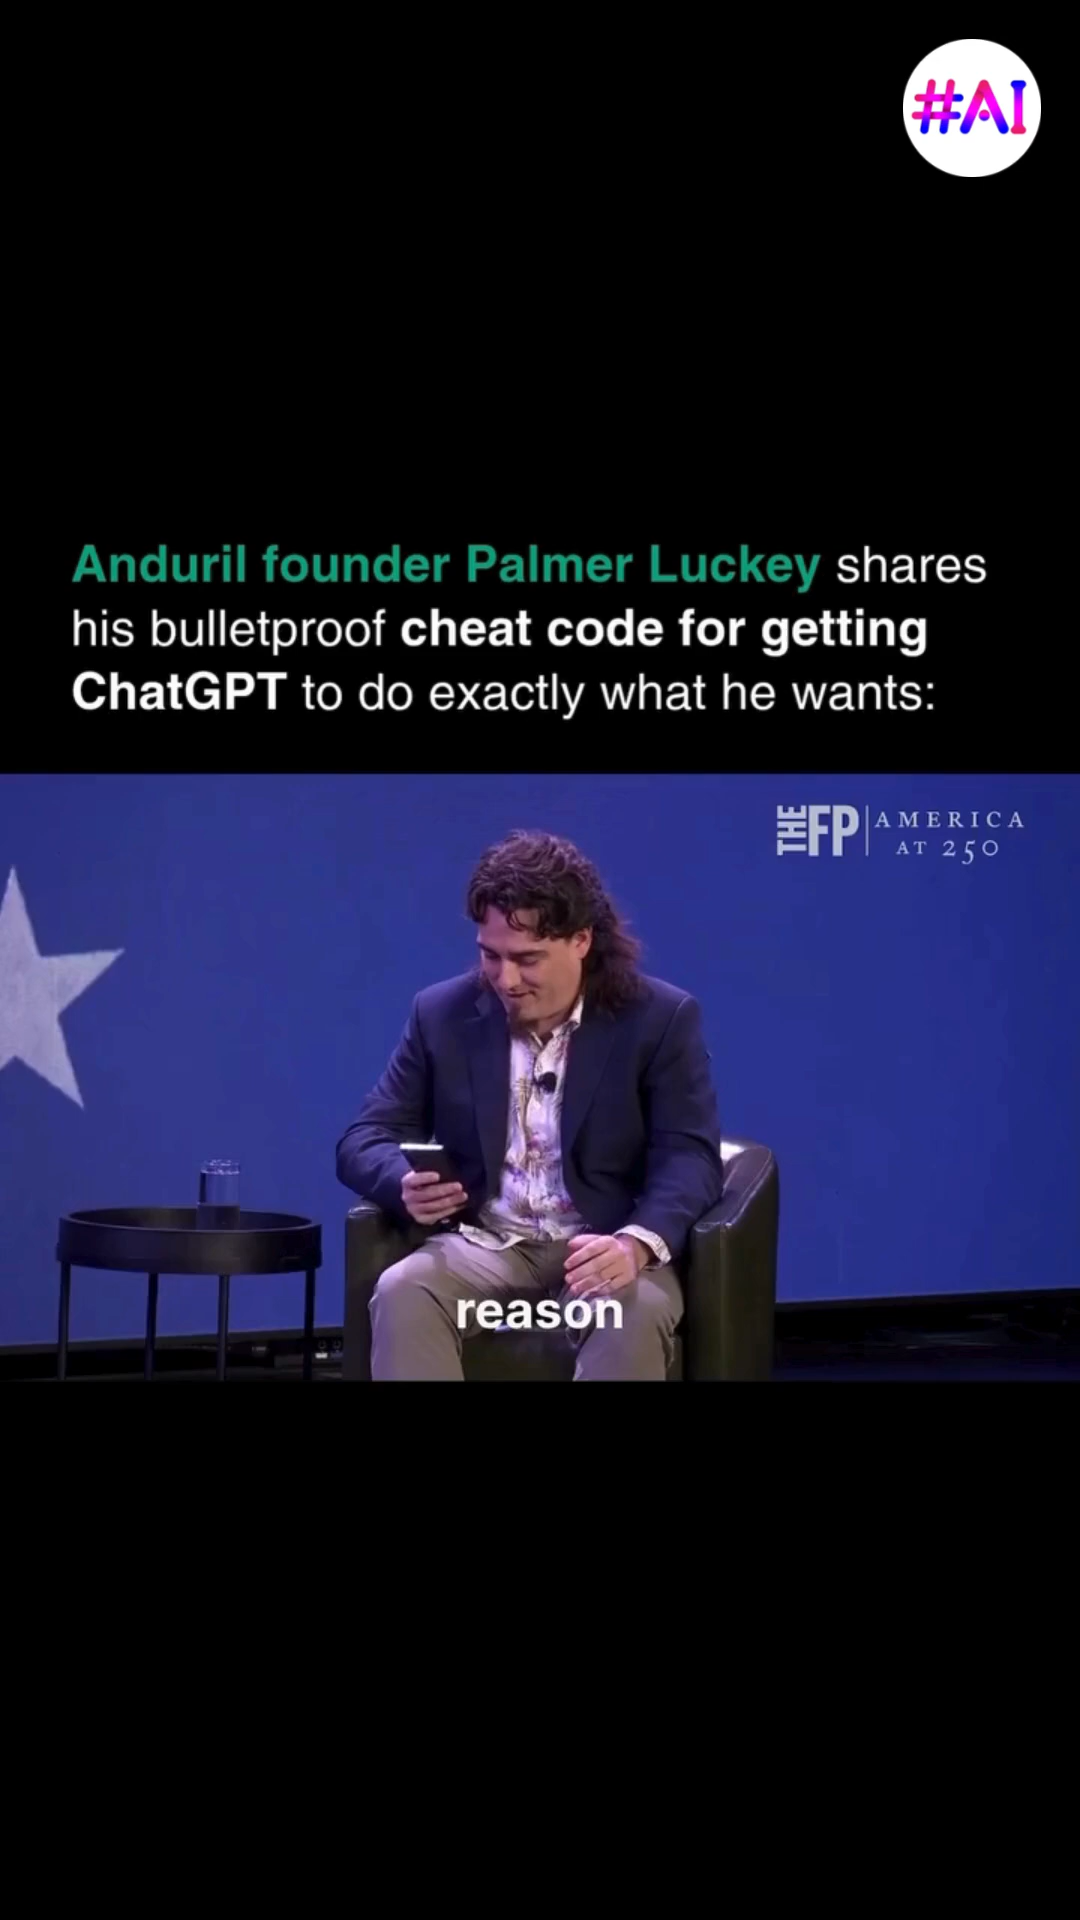 #AI
Anduril founder Palmer Luckey shares
his bulletproof cheat code for getting
ChatGPT to do exactly what he wants:
THE FP | AMERICA
AT 250
reason